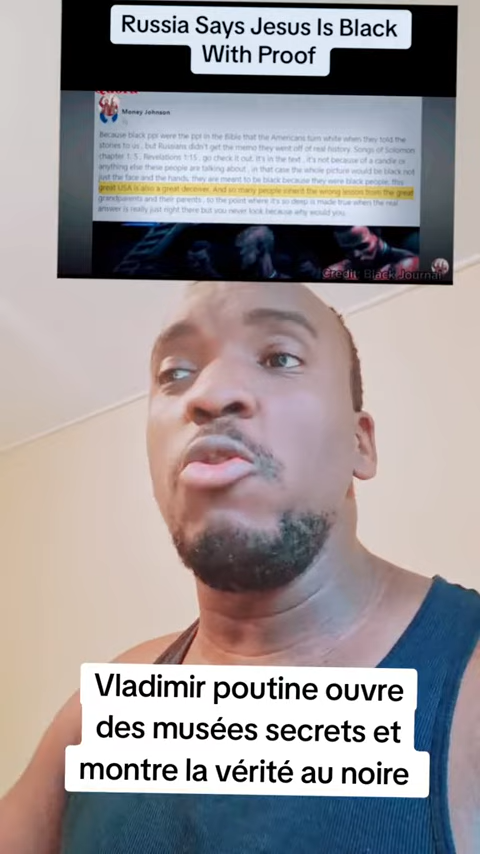 Russia Says Jesus Is Black
With Proof
Money Johnson
Because black ppl were the ppl in the Bible that the Americans turn white when they told the
stories to us , but Russians didn't get the memo they went off of real history. Songs of Solomon
chapter 1: 5 , Revelations 1:15 , go check it out. It's in the text , it's not because of a candle or
anything else these people are talking about , in that case the whole picture would be black not
just the face and the hands, they are meant to be black because they were black people, this
great USA is also a great deceiver. And so many people inherit the wrong lesson from the great
grandparents and their parents , so the point where it's so deep is made true when the real
answer is really just right there but you never look because why would you.
Credit: Black Journal
Vladimir poutine ouvre
des musées secrets et
montre la vérité au noire